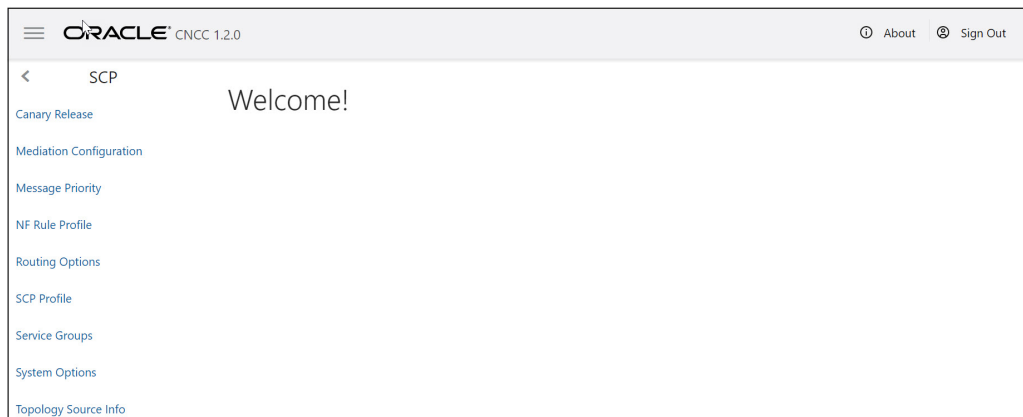 ORACLE® CNCC 1.2.0
About
Sign Out
SCP
Welcome!
Canary Release
Mediation Configuration
Message Priority
NF Rule Profile
Routing Options
SCP Profile
Service Groups
System Options
Topology Source Info